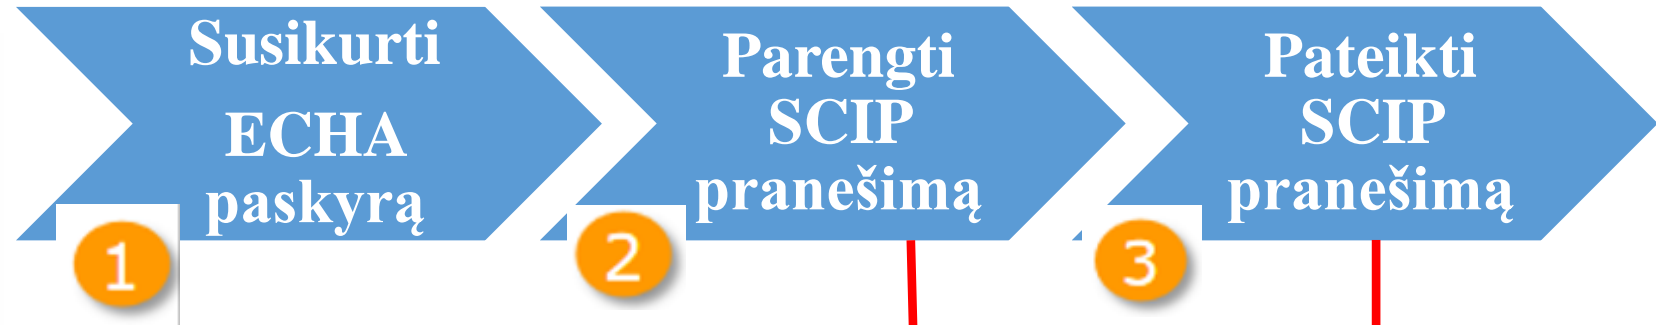 Susikurti
ECHA
paskyrą
1
Parengti
SCIP
pranešimą
2
Pateikti
SCIP
pranešimą
3